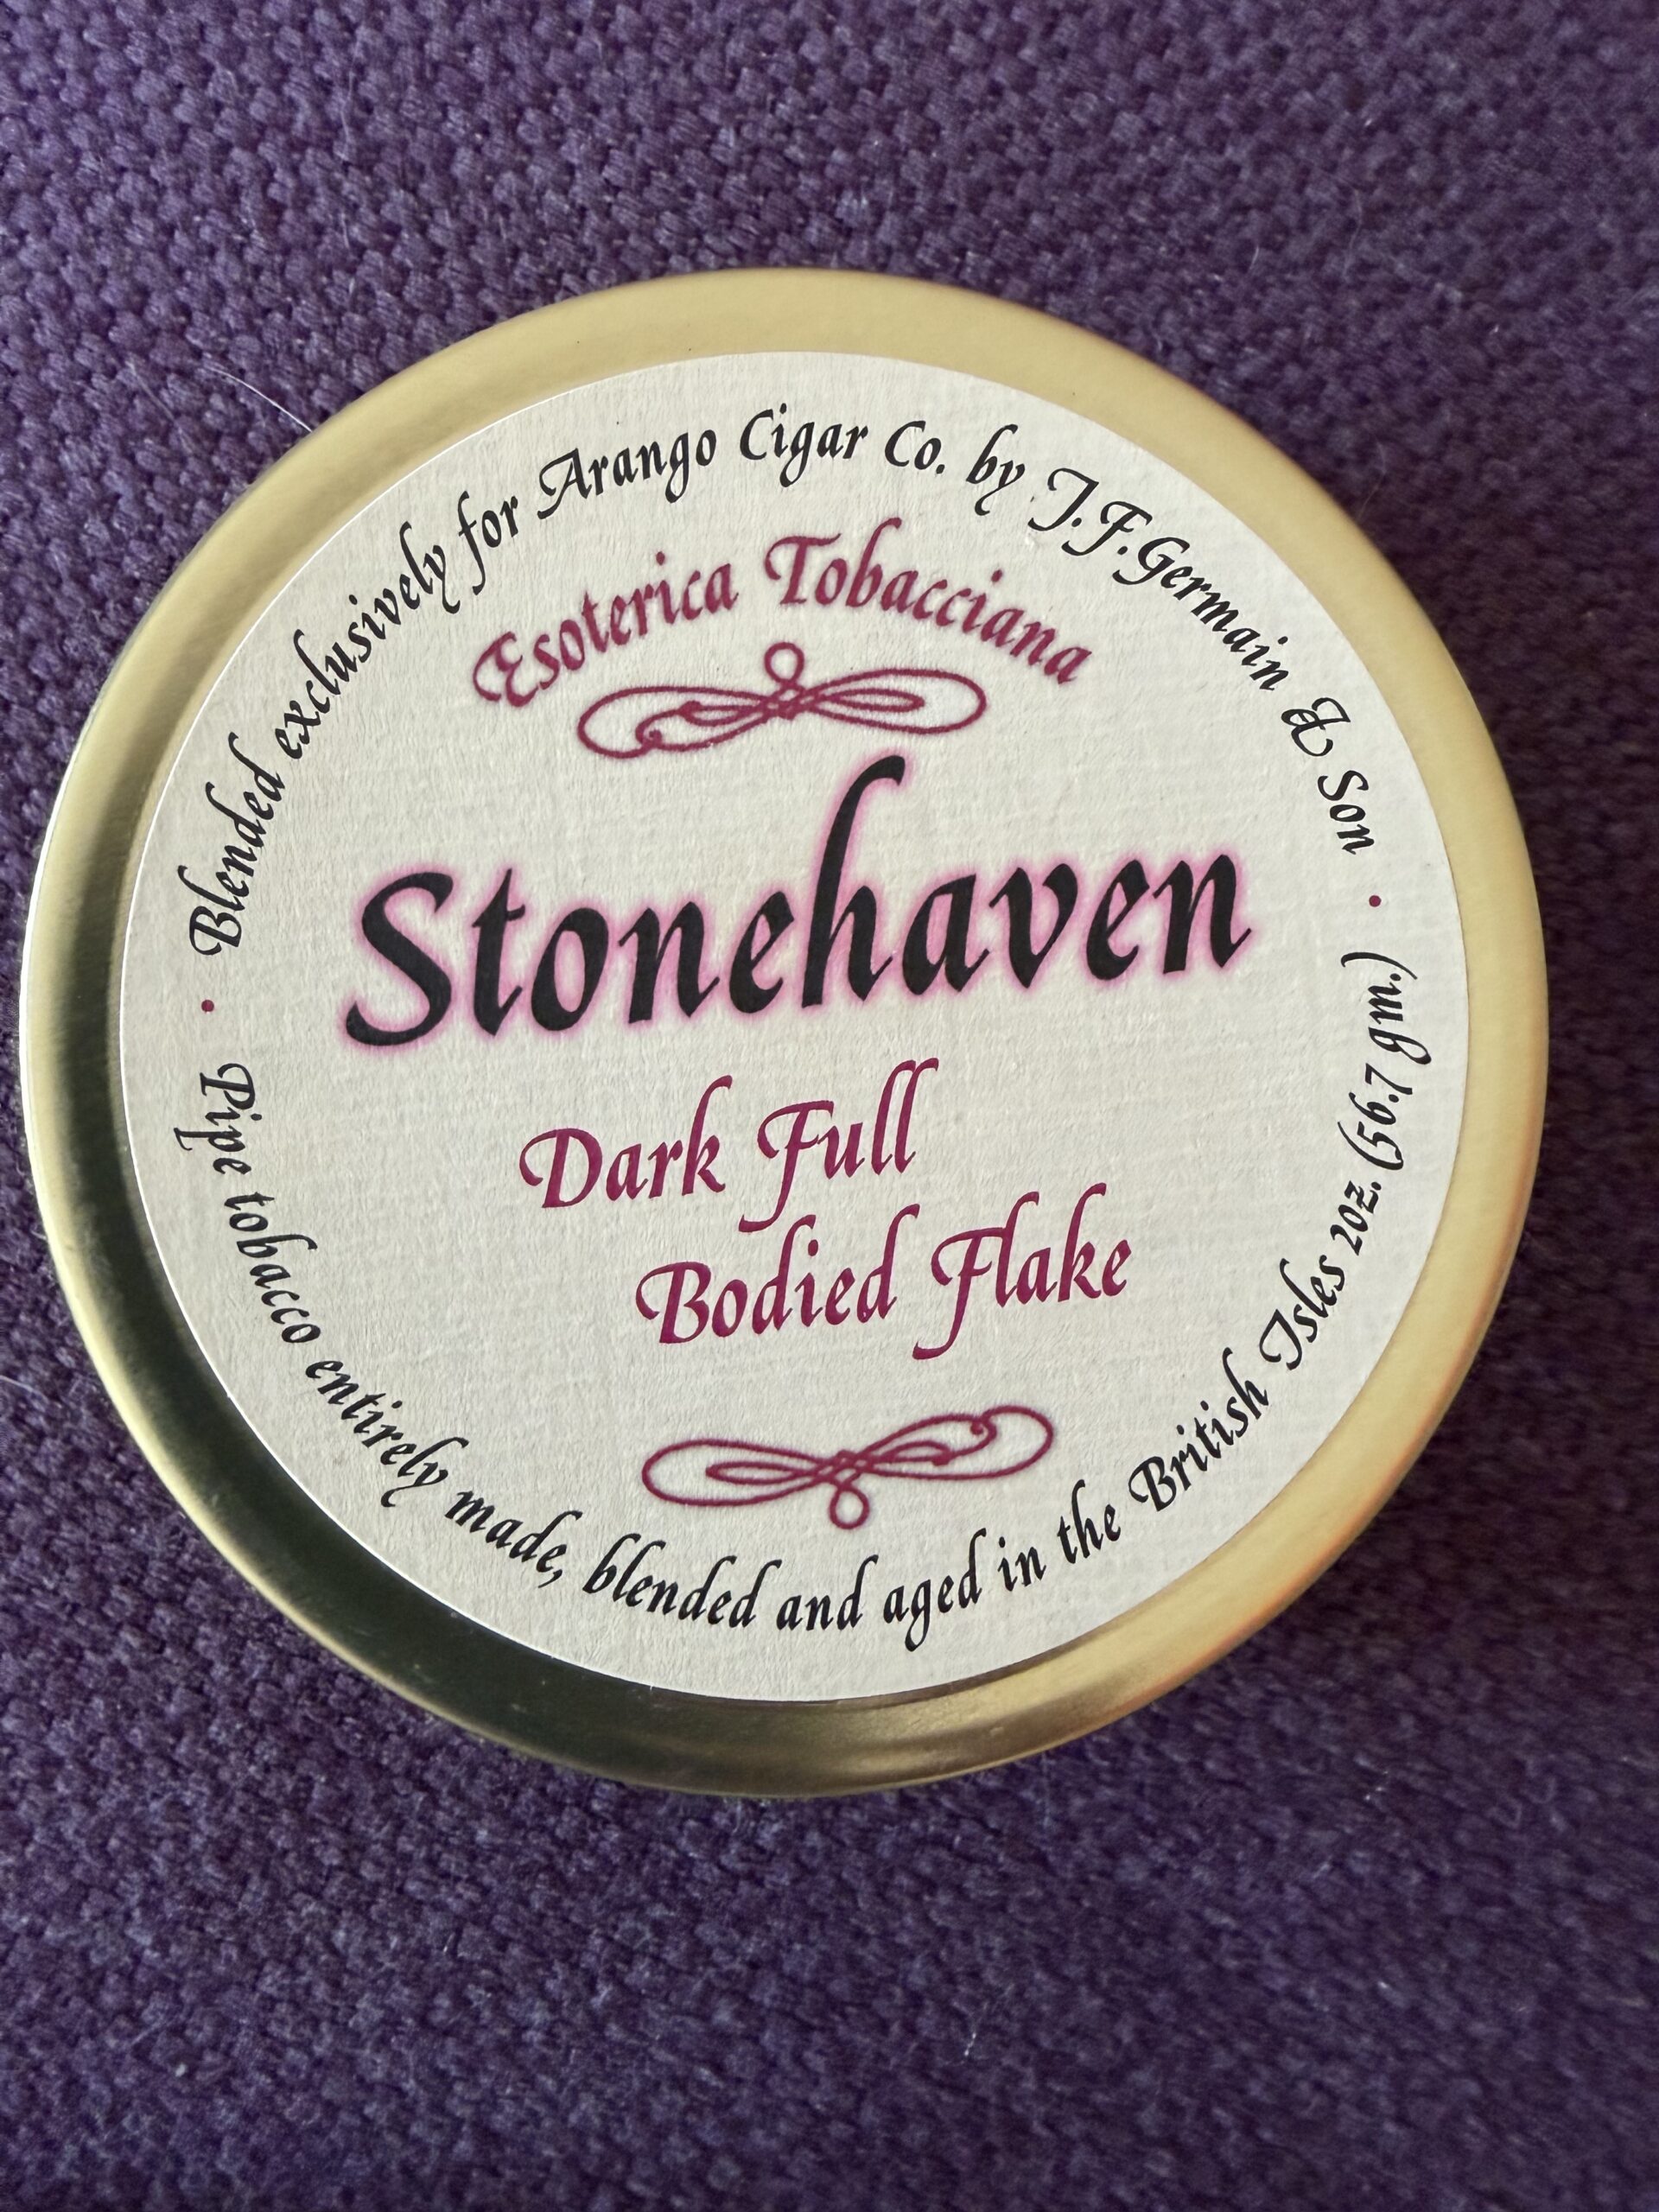 Blended exclusively for Arango Cigar Co. by J.F. Germain & Son
Esoterica Tobacciana
Stonehaven
Dark Full
Bodied Flake
Pipe tobacco entirely made, blended and aged in the British Isles 2oz. (56.7 gm.)